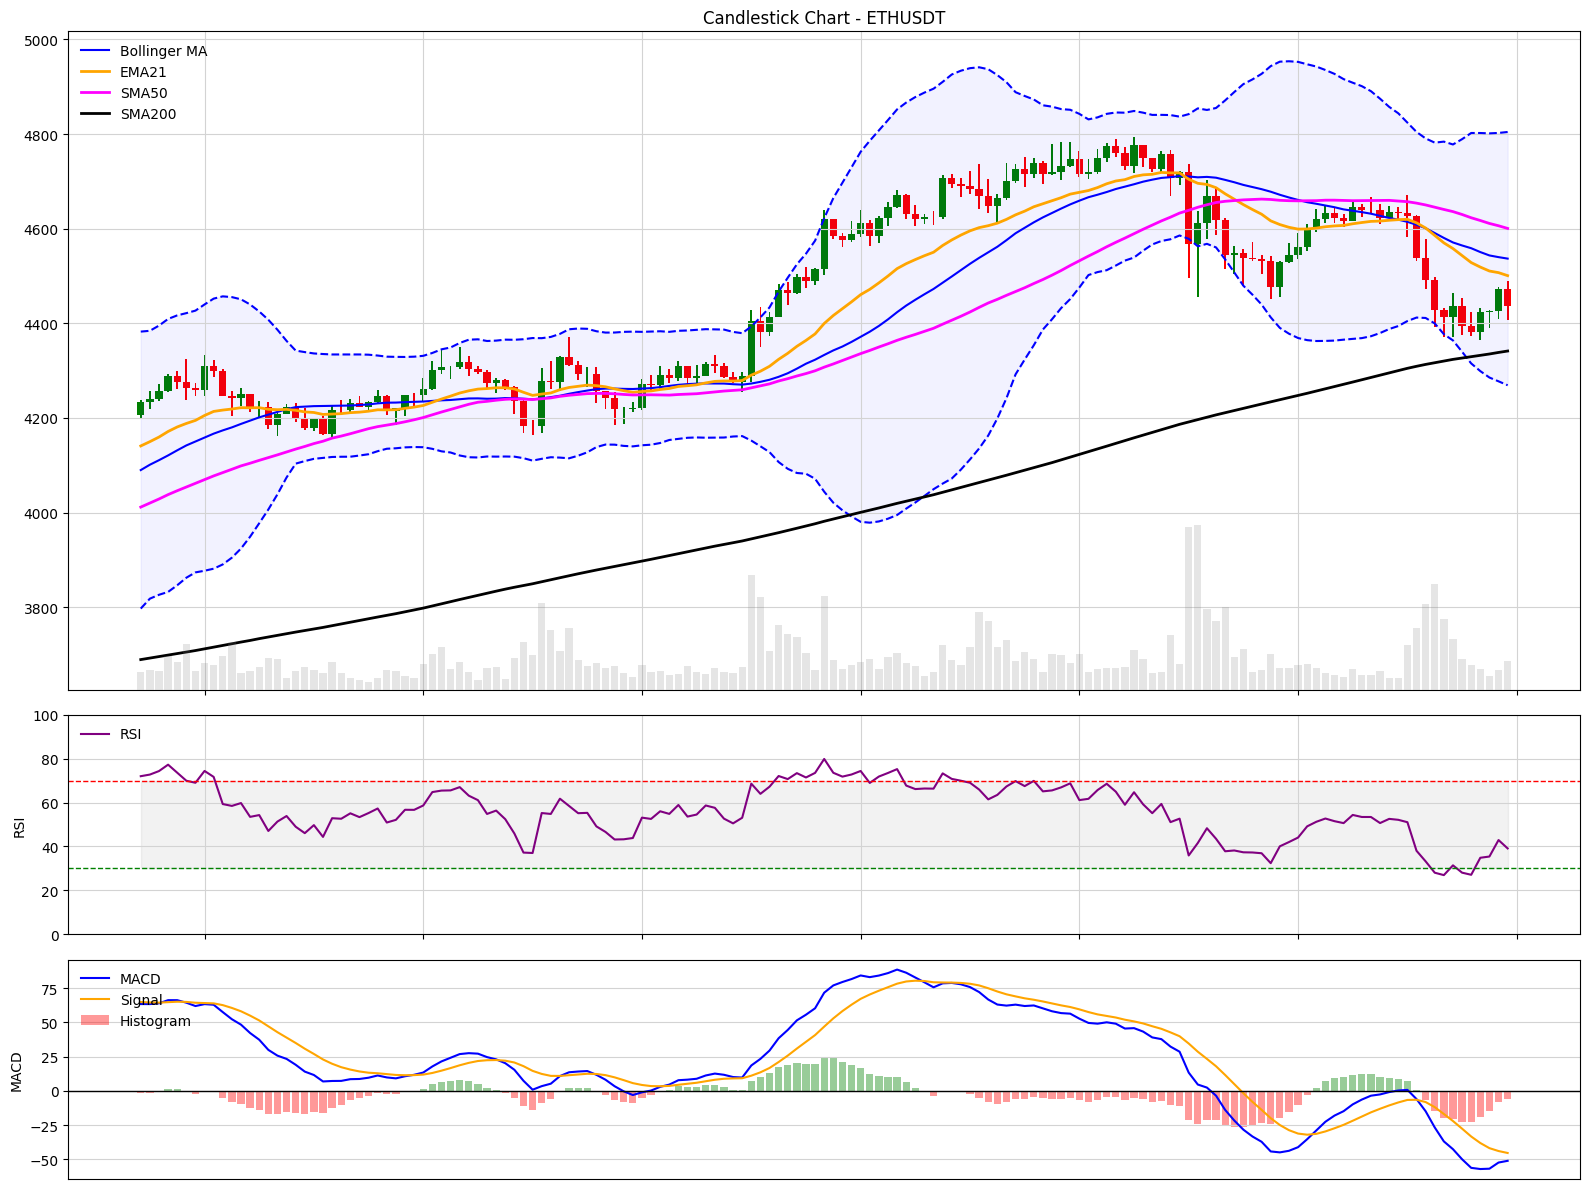 Candlestick Chart - ETHUSDT
5000
4800
4600
4400
4200
4000
3800
Bollinger MA
EMA21
SMA50
SMA200
100
80
60
40
20
0
RSI
RSI
75
50
25
0
−25
−50
MACD
MACD
Signal
Histogram